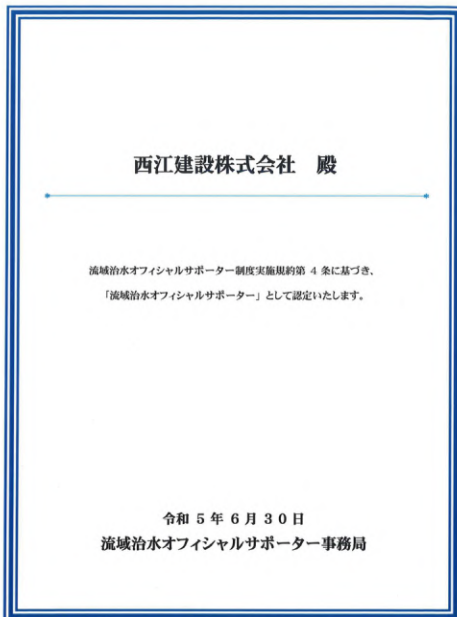 西江建設株式会社　殿
流域治水オフィシャルサポーター制度実施規約第 4 条に基づき、
「流域治水オフィシャルサポーター」として認定いたします。
令和 5 年 6 月 3 0 日
流域治水オフィシャルサポーター事務局